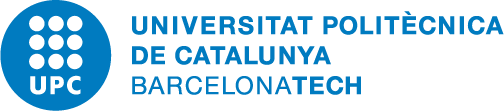 UPC
UNIVERSITAT POLITÈCNICA
DE CATALUNYA
BARCELONATECH